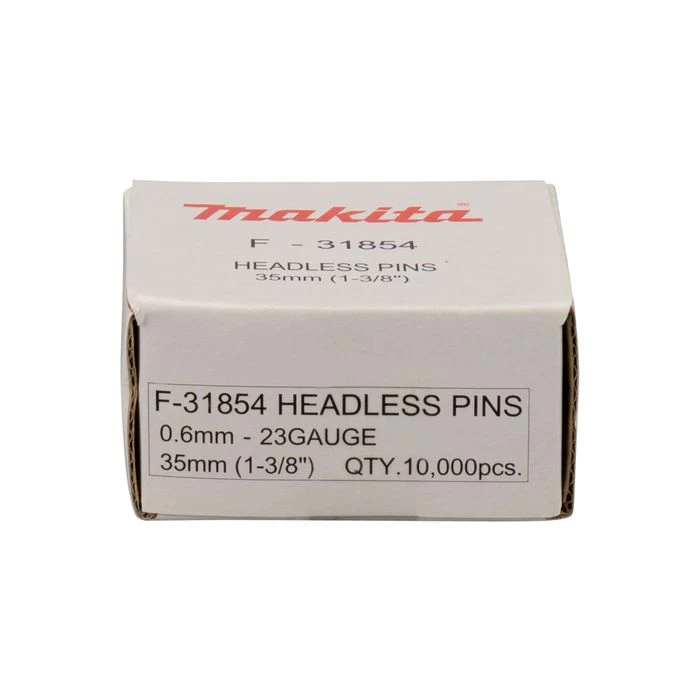 makita®
F - 31854
HEADLESS PINS
35mm (1-3/8")
F-31854 HEADLESS PINS
0.6mm - 23GAUGE
35mm (1-3/8") QTY.10,000pcs.